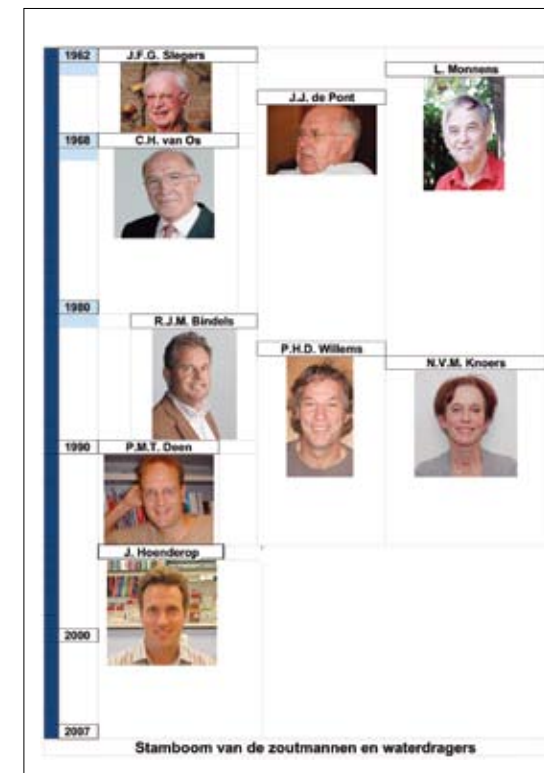 1962
J.F.G. Slegers
L. Monnens
J.J. de Pont
1968
C.H. van Os
1980
R.J.M. Bindels
P.H.D. Willems
N.V.M. Knoers
1990
P.M.T. Deen
J. Hoenderop
2000
2007
Stamboom van de zoutmannen en waterdragers